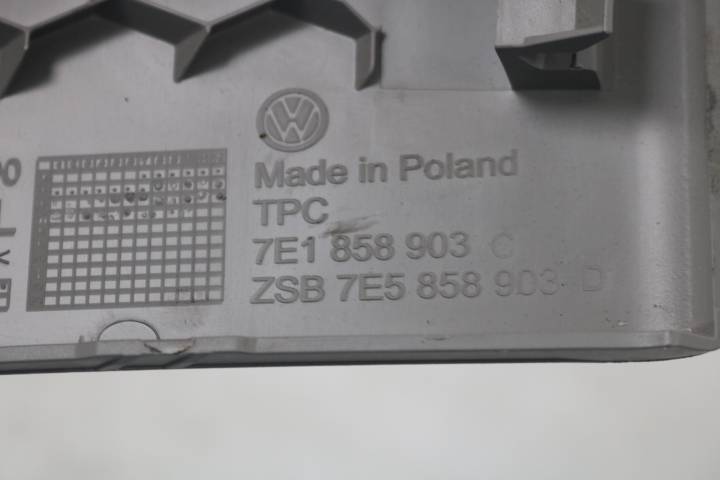 Made in Poland
TPC
7E1 858 903 C
ZSB 7E5 858 903 D